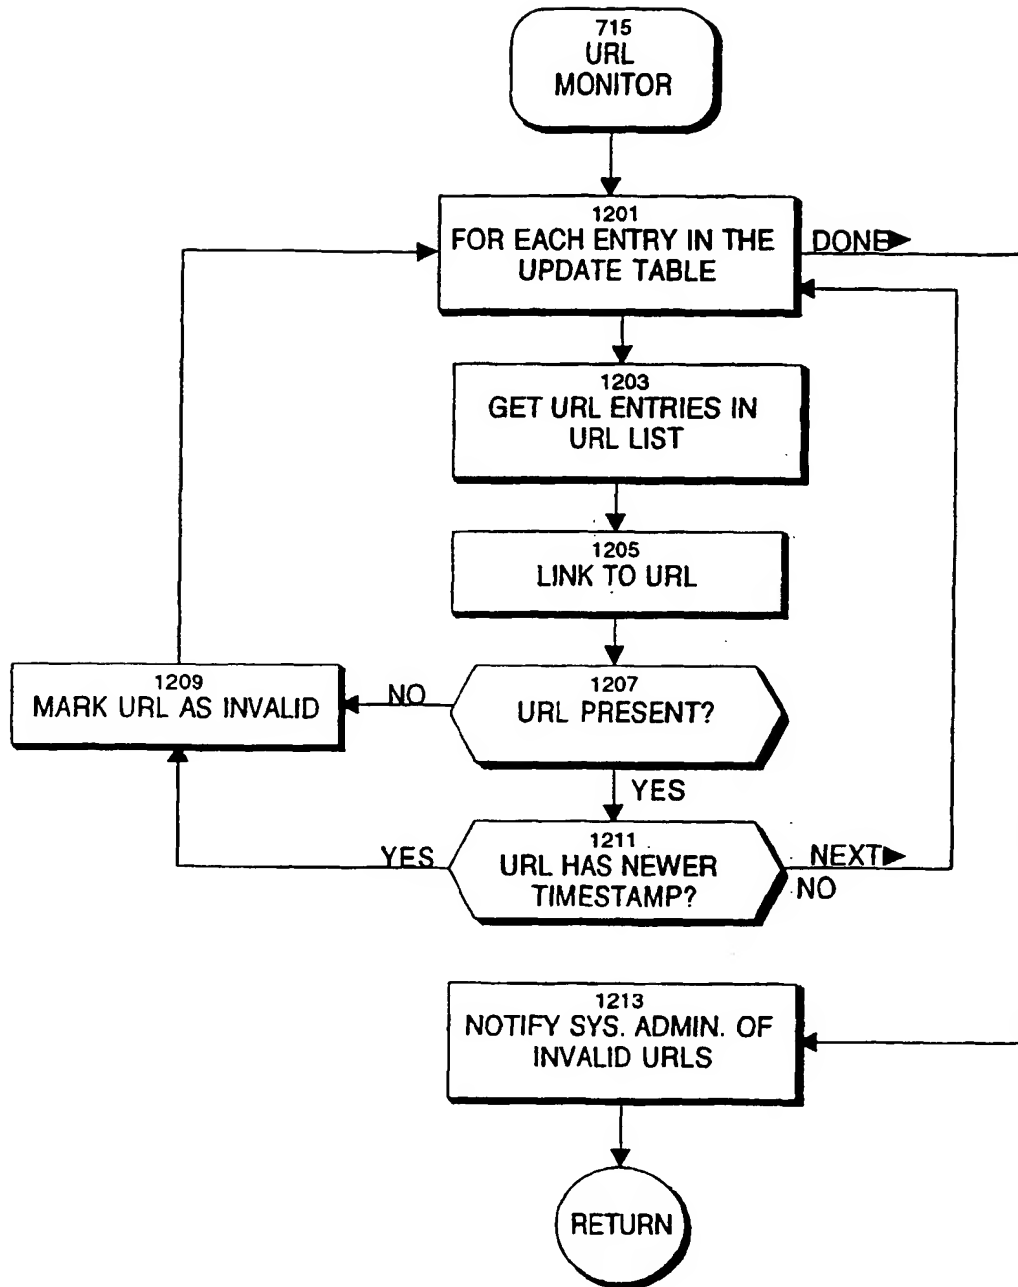 715
URL
MONITOR
1201
FOR EACH ENTRY IN THE
UPDATE TABLE
DONE
1203
GET URL ENTRIES IN
URL LIST
1205
LINK TO URL
1207
URL PRESENT?
NO
1209
MARK URL AS INVALID
YES
1211
URL HAS NEWER
TIMESTAMP?
YES
NEXT
NO
1213
NOTIFY SYS. ADMIN. OF
INVALID URLS
RETURN